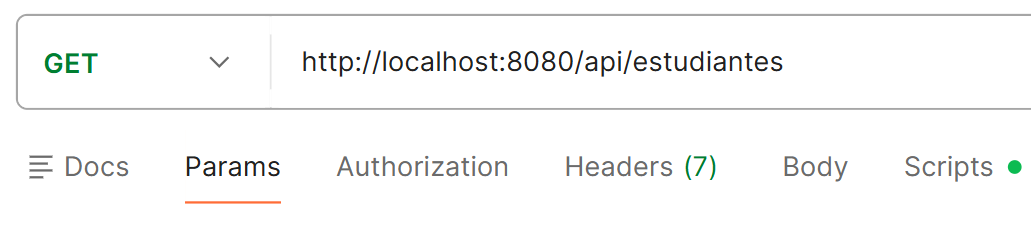 GET http://localhost:8080/api/estudiantes
Docs Params Authorization Headers (7) Body Scripts